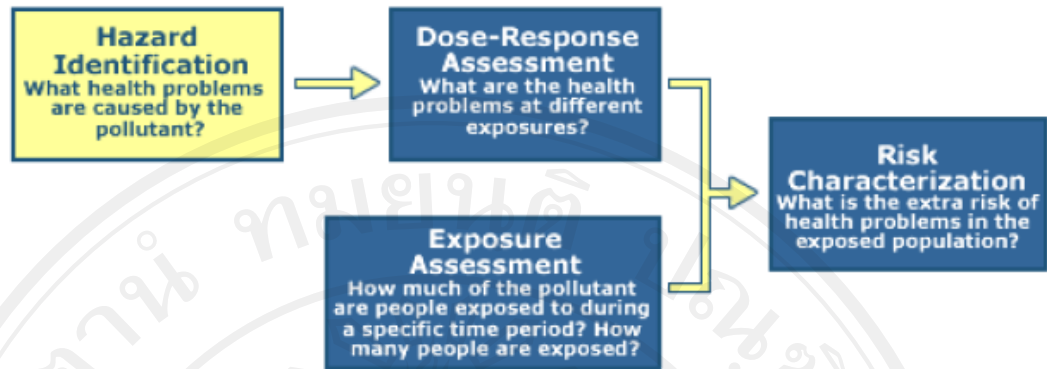 Hazard
Identification
What health problems
are caused by the
pollutant?
Dose-Response
Assessment
What are the health
problems at different
exposures?
Risk
Characterization
What is the extra risk of
health problems in the
exposed population?
Exposure
Assessment
How much of the pollutant
are people exposed to during
a specific time period? How
many people are exposed?